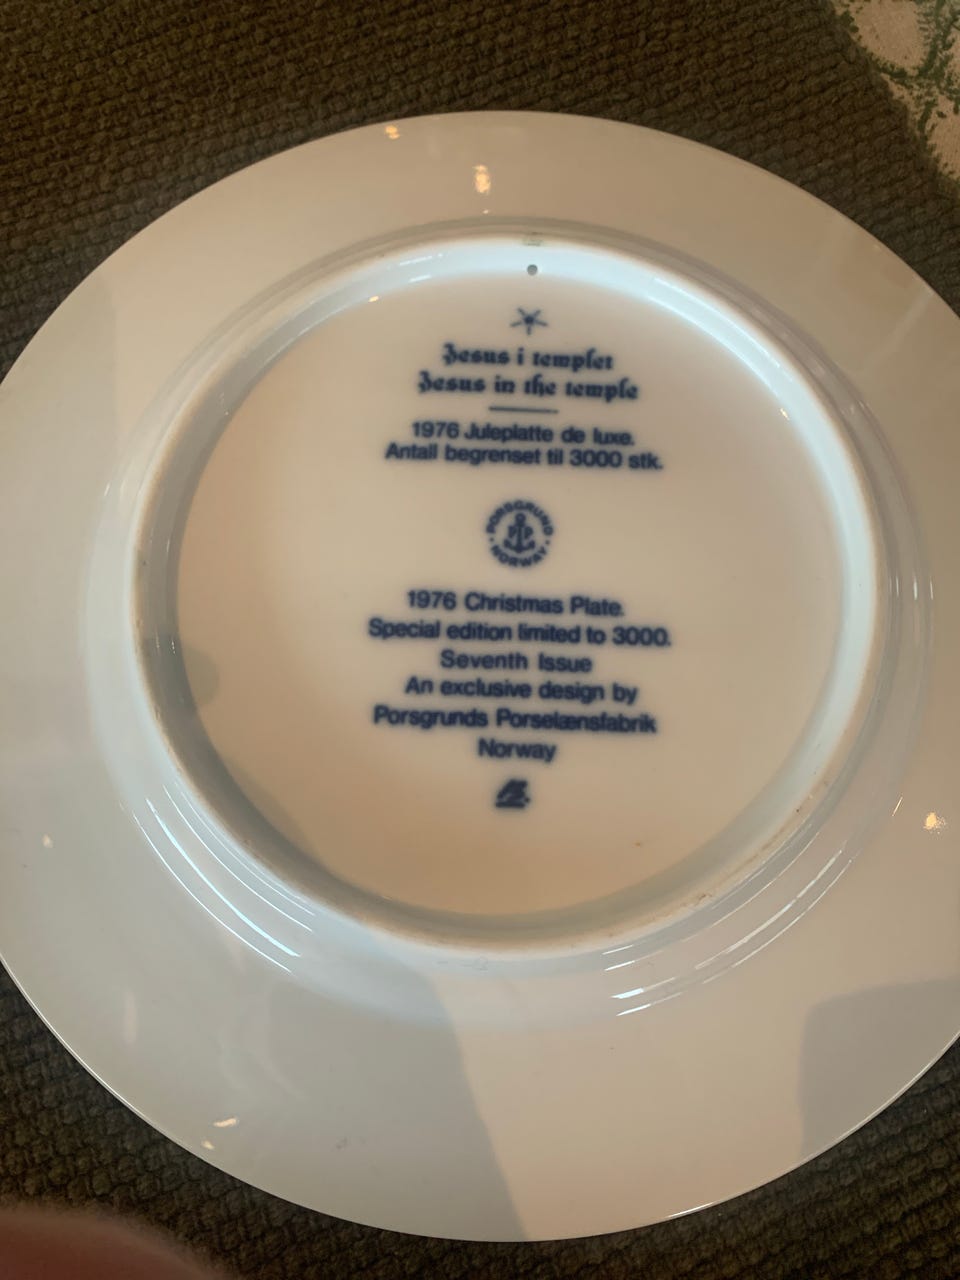 Jesus i templet
Jesus in the temple
1976 Juleplatte de luxe.
Antall begrenset til 3000 stk.
PORSGRUND
PP
NORWAY
1976 Christmas Plate.
Special edition limited to 3000.
Seventh Issue
An exclusive design by
Porsgrunds Porselænsfabrik
Norway